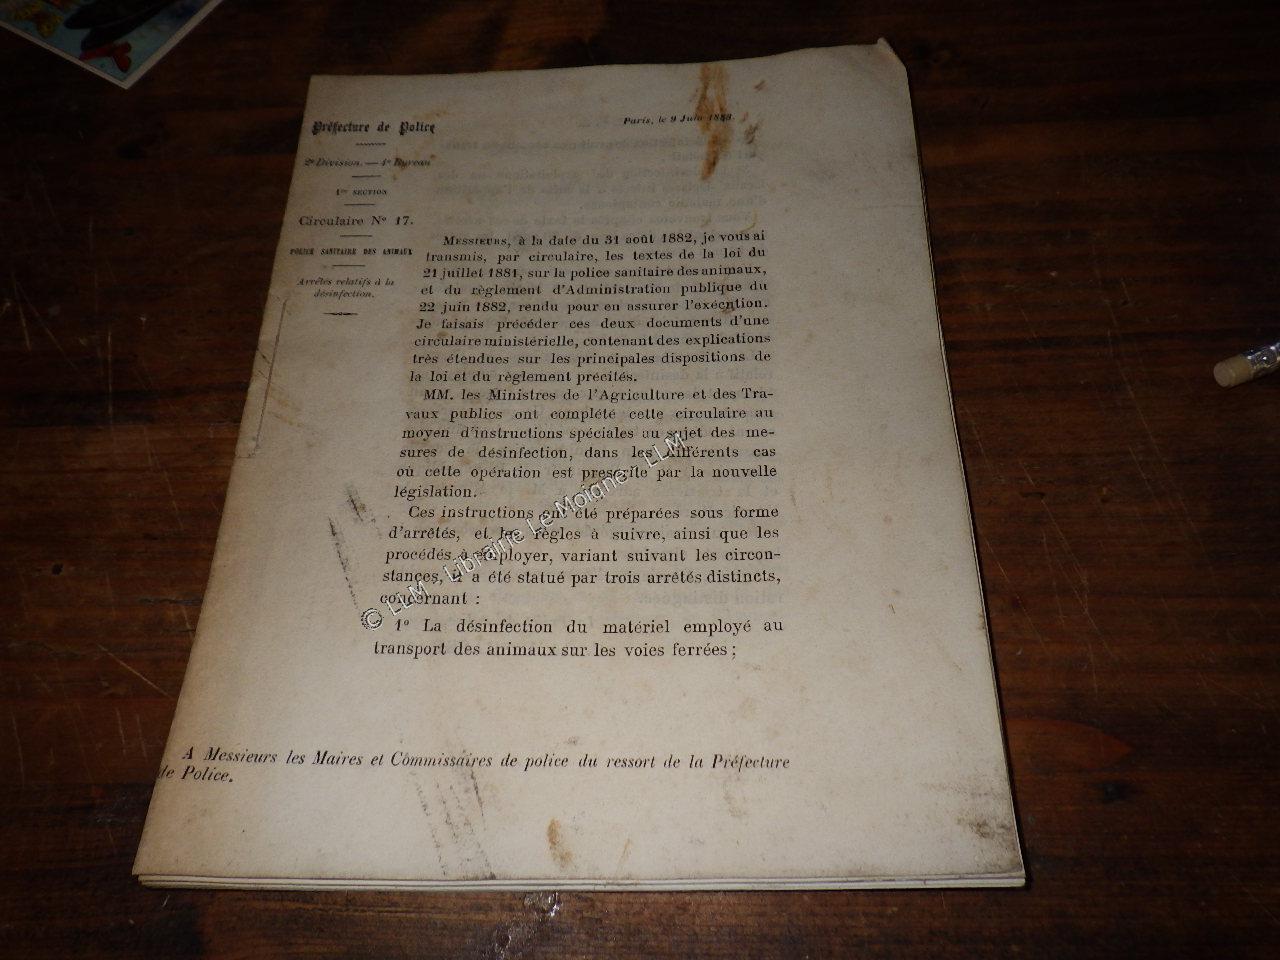 Préfecture de Police
2e Division. — 4e Bureau
1re SECTION
Circulaire No 17.
POLICE SANITAIRE DES ANIMAUX
Arrêtés relatifs à la
désinfection.
Paris, le 9 Juin 1883.
MESSIEURS, à la date du 31 août 1882, je vous ai
transmis, par circulaire, les textes de la loi du
21 juillet 1881, sur la police sanitaire des animaux,
et du règlement d'Administration publique du
22 juin 1882, rendu pour en assurer l'exécution.
Je faisais précéder ces deux documents d'une
circulaire ministérielle, contenant des explications
très étendues sur les principales dispositions de
la loi et du règlement précités.
MM. les Ministres de l'Agriculture et des Tra-
vaux publics ont complété cette circulaire au
moyen d'instructions spéciales au sujet des me-
sures de désinfection, dans les différents cas
où cette opération est prescrite par la nouvelle
législation.
Ces instructions ont été préparées sous forme
d'arrêtés, et les règles à suivre, ainsi que les
procédés à employer, variant suivant les circon-
stances, il a été statué par trois arrêtés distincts,
concernant :
1o La désinfection du matériel employé au
transport des animaux sur les voies ferrées ;
A Messieurs les Maires et Commissaires de police du ressort de la Préfecture
de Police.
© LLM - Librairie Le Moigne - LLM